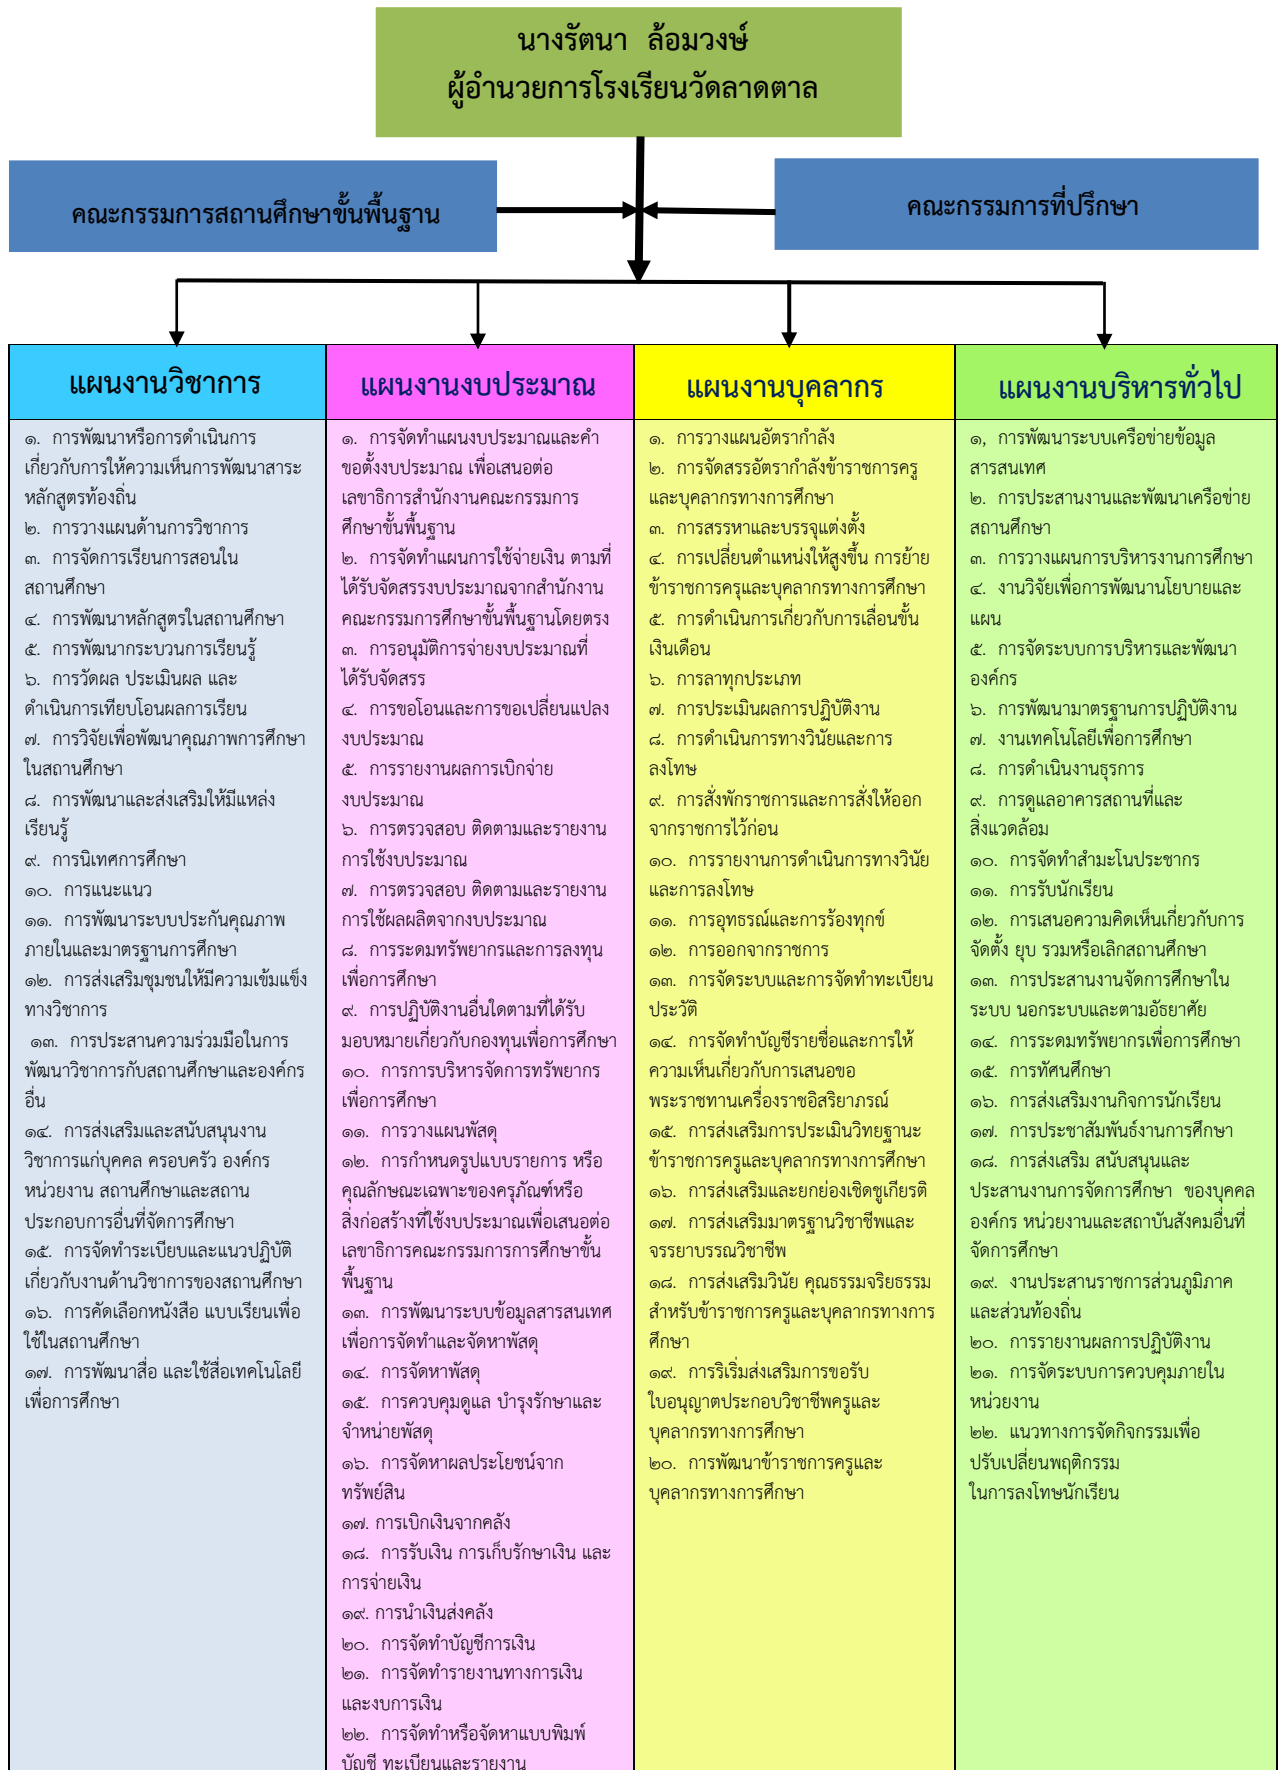 นางรัตนา ล้อมวงษ์
ผู้อำนวยการโรงเรียนวัดลาดตาล
คณะกรรมการสถานศึกษาขั้นพื้นฐาน
คณะกรรมการที่ปรึกษา
แผนงานวิชาการ
๑. การพัฒนาหรือการดำเนินการ
เกี่ยวกับการให้ความเห็นการพัฒนาสาระ
หลักสูตรท้องถิ่น
๒. การวางแผนด้านการวิชาการ
๓. การจัดการเรียนการสอนใน
สถานศึกษา
๔. การพัฒนาหลักสูตรในสถานศึกษา
๕. การพัฒนากระบวนการเรียนรู้
๖. การวัดผล ประเมินผล และ
ดำเนินการเทียบโอนผลการเรียน
๗. การวิจัยเพื่อพัฒนาคุณภาพการศึกษา
ในสถานศึกษา
๘. การพัฒนาและส่งเสริมให้มีแหล่ง
เรียนรู้
๙. การนิเทศการศึกษา
๑๐. การแนะแนว
๑๑. การพัฒนาระบบประกันคุณภาพ
ภายในและมาตรฐานการศึกษา
๑๒. การส่งเสริมชุมชนให้มีความเข้มแข็ง
ทางวิชาการ
๑๓. การประสานความร่วมมือในการ
พัฒนาวิชาการกับสถานศึกษาและองค์กร
อื่น
๑๔. การส่งเสริมและสนับสนุนงาน
วิชาการแก่บุคคล ครอบครัว องค์กร
หน่วยงาน สถานศึกษาและสถาน
ประกอบการอื่นที่จัดการศึกษา
๑๕. การจัดทำระเบียบและแนวปฏิบัติ
เกี่ยวกับงานด้านวิชาการของสถานศึกษา
๑๖. การคัดเลือกหนังสือ แบบเรียนเพื่อ
ใช้ในสถานศึกษา
๑๗. การพัฒนาสื่อ และใช้สื่อเทคโนโลยี
เพื่อการศึกษา
แผนงานงบประมาณ
๑. การจัดทำแผนงบประมาณและคำ
ขอตั้งงบประมาณ เพื่อเสนอต่อ
เลขาธิการสำนักงานคณะกรรมการ
ศึกษาขั้นพื้นฐาน
๒. การจัดทำแผนการใช้จ่ายเงิน ตามที่
ได้รับจัดสรรงบประมาณจากสำนักงาน
คณะกรรมการศึกษาขั้นพื้นฐานโดยตรง
๓. การอนุมัติการจ่ายงบประมาณที่
ได้รับจัดสรร
๔. การขอโอนและการขอเปลี่ยนแปลง
งบประมาณ
๕. การรายงานผลการเบิกจ่าย
งบประมาณ
๖. การตรวจสอบ ติดตามและรายงาน
การใช้งบประมาณ
๗. การตรวจสอบ ติดตามและรายงาน
การใช้ผลผลิตจากงบประมาณ
๘. การระดมทรัพยากรและการลงทุน
เพื่อการศึกษา
๙. การปฏิบัติงานอื่นใดตามที่ได้รับ
มอบหมายเกี่ยวกับกองทุนเพื่อการศึกษา
๑๐. การการบริหารจัดการทรัพยากร
เพื่อการศึกษา
๑๑. การวางแผนพัสดุ
๑๒. การกำหนดรูปแบบรายการ หรือ
คุณลักษณะเฉพาะของครุภัณฑ์หรือ
สิ่งก่อสร้างที่ใช้งบประมาณเพื่อเสนอต่อ
เลขาธิการคณะกรรมการการศึกษาขั้น
พื้นฐาน
๑๓. การพัฒนาระบบข้อมูลสารสนเทศ
เพื่อการจัดทำและจัดหาพัสดุ
๑๔. การจัดหาพัสดุ
๑๕. การควบคุมดูแล บำรุงรักษาและ
จำหน่ายพัสดุ
๑๖. การจัดหาผลประโยชน์จาก
ทรัพย์สิน
๑๗. การเบิกเงินจากคลัง
๑๘. การรับเงิน การเก็บรักษาเงิน และ
การจ่ายเงิน
๑๙. การนำเงินส่งคลัง
๒๐. การจัดทำบัญชีการเงิน
๒๑. การจัดทำรายงานทางการเงิน
และงบการเงิน
๒๒. การจัดทำหรือจัดหาแบบพิมพ์
บัญชี ทะเบียนและรายงาน
แผนงานบุคลากร
๑. การวางแผนอัตรากำลัง
๒. การจัดสรรอัตรากำลังข้าราชการครู
และบุคลากรทางการศึกษา
๓. การสรรหาและบรรจุแต่งตั้ง
๔. การเปลี่ยนตำแหน่งให้สูงขึ้น การย้าย
ข้าราชการครุและบุคลากรทางการศึกษา
๕. การดำเนินการเกี่ยวกับการเลื่อนขั้น
เงินเดือน
๖. การลาทุกประเภท
๗. การประเมินผลการปฏิบัติงาน
๘. การดำเนินการทางวินัยและการ
ลงโทษ
๙. การสั่งพักราชการและการสั่งให้ออก
จากราชการไว้ก่อน
๑๐. การรายงานการดำเนินการทางวินัย
และการลงโทษ
๑๑. การอุทธรณ์และการร้องทุกข์
๑๒. การออกจากราชการ
๑๓. การจัดระบบและการจัดทำทะเบียน
ประวัติ
๑๔. การจัดทำบัญชีรายชื่อและการให้
ความเห็นเกี่ยวกับการเสนอขอ
พระราชทานเครื่องราชอิสริยาภรณ์
๑๕. การส่งเสริมการประเมินวิทยฐานะ
ข้าราชการครูและบุคลากรทางการศึกษา
๑๖. การส่งเสริมและยกย่องเชิดชูเกียรติ
๑๗. การส่งเสริมมาตรฐานวิชาชีพและ
จรรยาบรรณวิชาชีพ
๑๘. การส่งเสริมวินัย คุณธรรมจริยธรรม
สำหรับข้าราชการครูและบุคลากรทางการ
ศึกษา
๑๙. การริเริ่มส่งเสริมการขอรับ
ใบอนุญาตประกอบวิชาชีพครูและ
บุคลากรทางการศึกษา
๒๐. การพัฒนาข้าราชการครูและ
บุคลากรทางการศึกษา
แผนงานบริหารทั่วไป
๑, การพัฒนาระบบเครือข่ายข้อมูล
สารสนเทศ
๒. การประสานงานและพัฒนาเครือข่าย
สถานศึกษา
๓. การวางแผนการบริหารงานการศึกษา
๔. งานวิจัยเพื่อการพัฒนานโยบายและ
แผน
๕. การจัดระบบการบริหารและพัฒนา
องค์กร
๖. การพัฒนามาตรฐานการปฏิบัติงาน
๗. งานเทคโนโลยีเพื่อการศึกษา
๘. การดำเนินงานธุรการ
๙. การดูแลอาคารสถานที่และ
สิ่งแวดล้อม
๑๐. การจัดทำสำมะโนประชากร
๑๑. การรับนักเรียน
๑๒. การเสนอความคิดเห็นเกี่ยวกับการ
จัดตั้ง ยุบ รวมหรือเลิกสถานศึกษา
๑๓. การประสานงานจัดการศึกษาใน
ระบบ นอกระบบและตามอัธยาศัย
๑๔. การระดมทรัพยากรเพื่อการศึกษา
๑๕. การทัศนศึกษา
๑๖. การส่งเสริมงานกิจการนักเรียน
๑๗. การประชาสัมพันธ์งานการศึกษา
๑๘. การส่งเสริม สนับสนุนและ
ประสานงานการจัดการศึกษา ของบุคคล
องค์กร หน่วยงานและสถาบันสังคมอื่นที่
จัดการศึกษา
๑๙. งานประสานราชการส่วนภูมิภาค
และส่วนท้องถิ่น
๒๐. การรายงานผลการปฏิบัติงาน
๒๑. การจัดระบบการควบคุมภายใน
หน่วยงาน
๒๒. แนวทางการจัดกิจกรรมเพื่อ
ปรับเปลี่ยนพฤติกรรม
ในการลงโทษนักเรียน